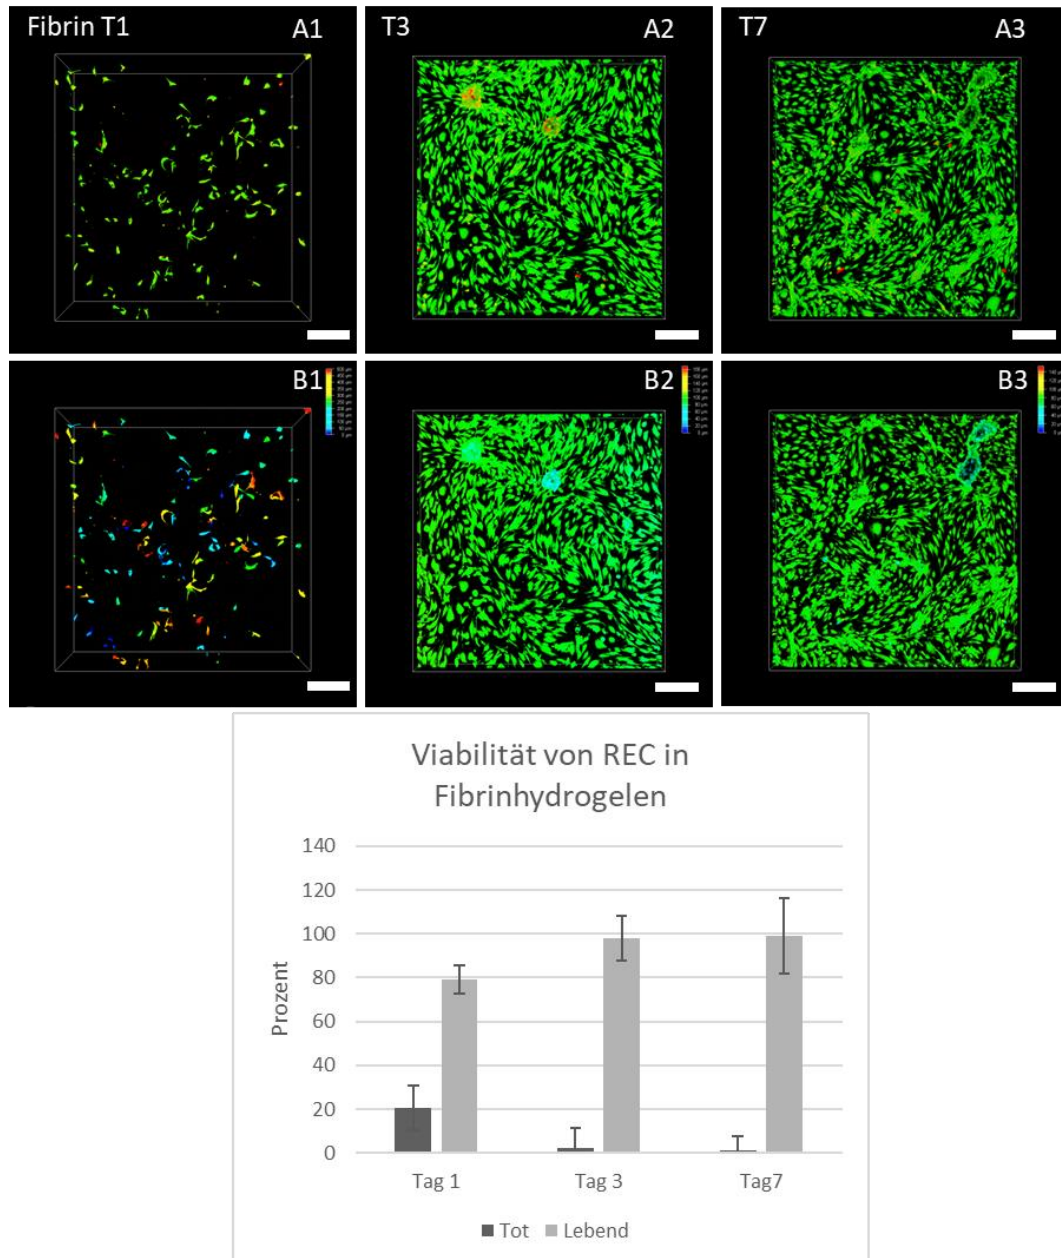 Fibrin T1
A1
T3
A2
T7
A3
B1
B2
B3
Viabilität von REC in
Fibrinhydrogelen
140
120
100
80
60
40
20
0
Prozent
Tag 1
Tag 3
Tag7
Tot
Lebend